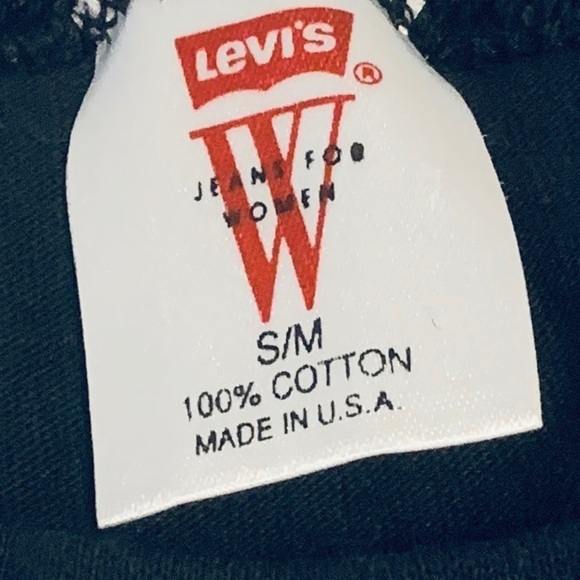 Levi's ®
W
JEANS FOR
WOMEN
S/M
100% COTTON
MADE IN U.S.A.